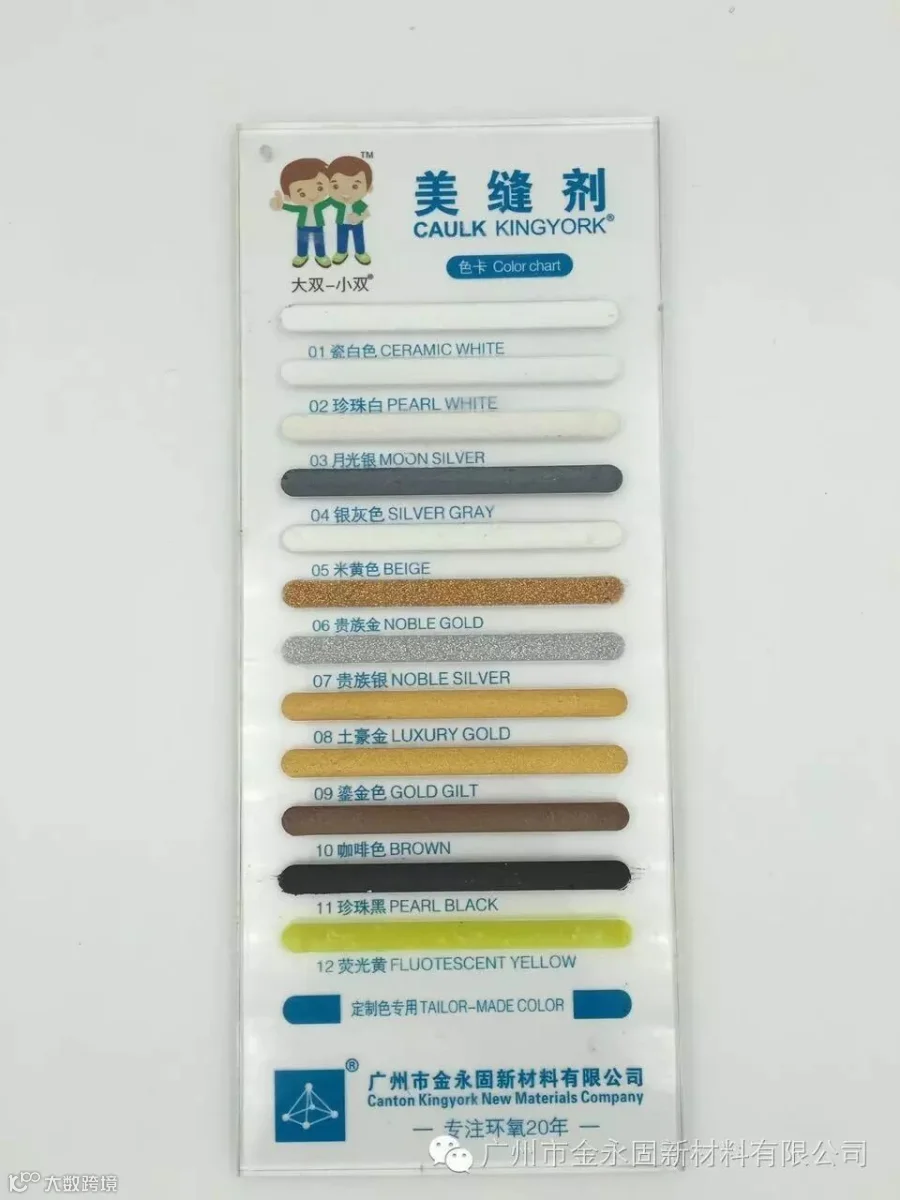 TM
美缝剂
CAULK KINGYORK®
色卡 Color chart
大双-小双®
01 瓷白色 CERAMIC WHITE
02 珍珠白 PEARL WHITE
03 月光银 MOON SILVER
04 银灰色 SILVER GRAY
05 米黄色 BEIGE
06 贵族金 NOBLE GOLD
07 贵族银 NOBLE SILVER
08 土豪金 LUXURY GOLD
09 鎏金色 GOLD GILT
10 咖啡色 BROWN
11 珍珠黑 PEARL BLACK
12 荧光黄 FLUOTESCENT YELLOW
定制色专用 TAILOR-MADE COLOR
®
广州市金永固新材料有限公司
Canton Kingyork New Materials Company
— 专注环氧20年 —
广州市金永固新材料有限公司
大数跨境